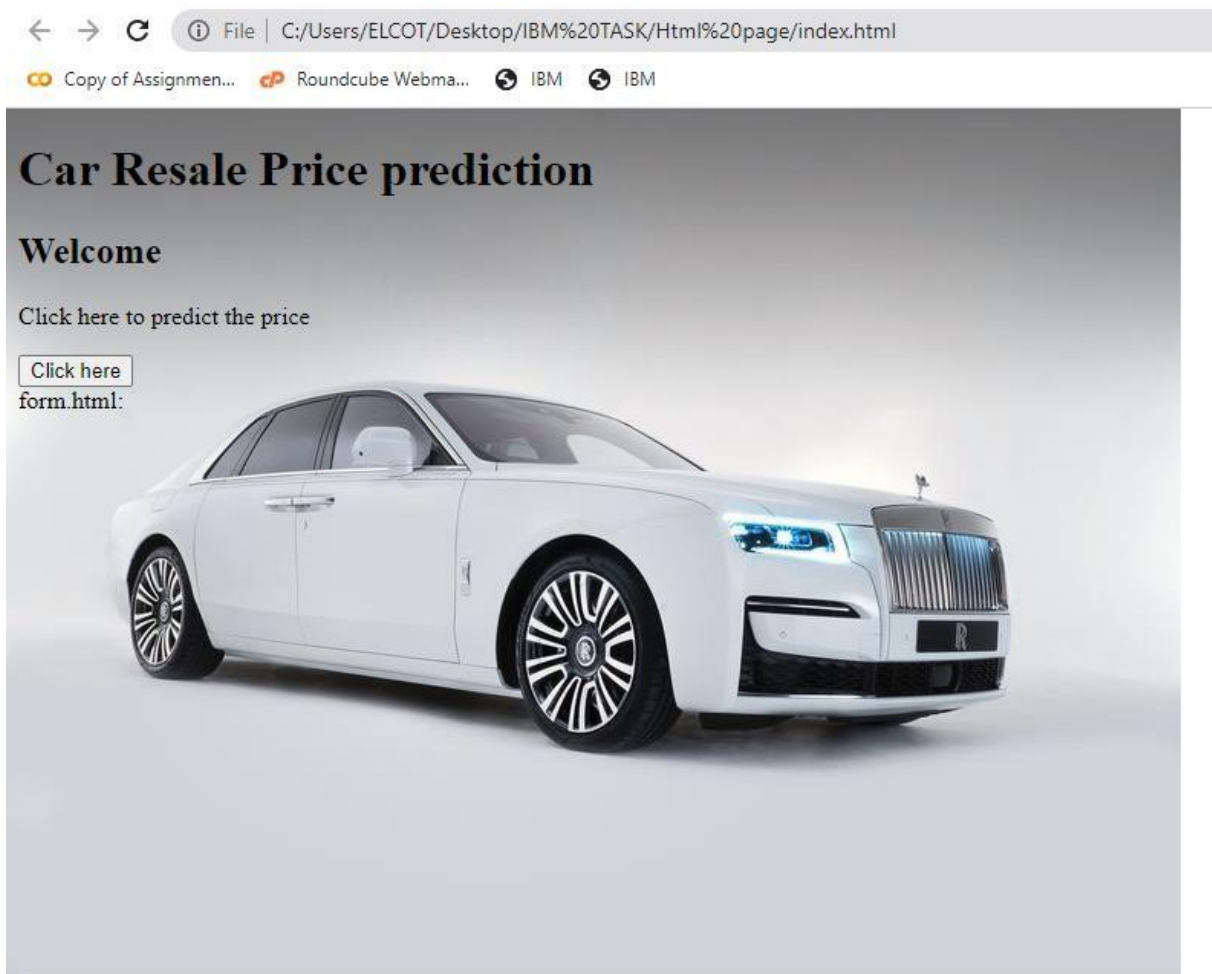 File | C:/Users/ELCOT/Desktop/IBM%20TASK/Html%20page/index.html
Copy of Assignmen... cP Roundcube Webma... IBM IBM
Car Resale Price prediction
Welcome
Click here to predict the price
Click here
form.html:
R